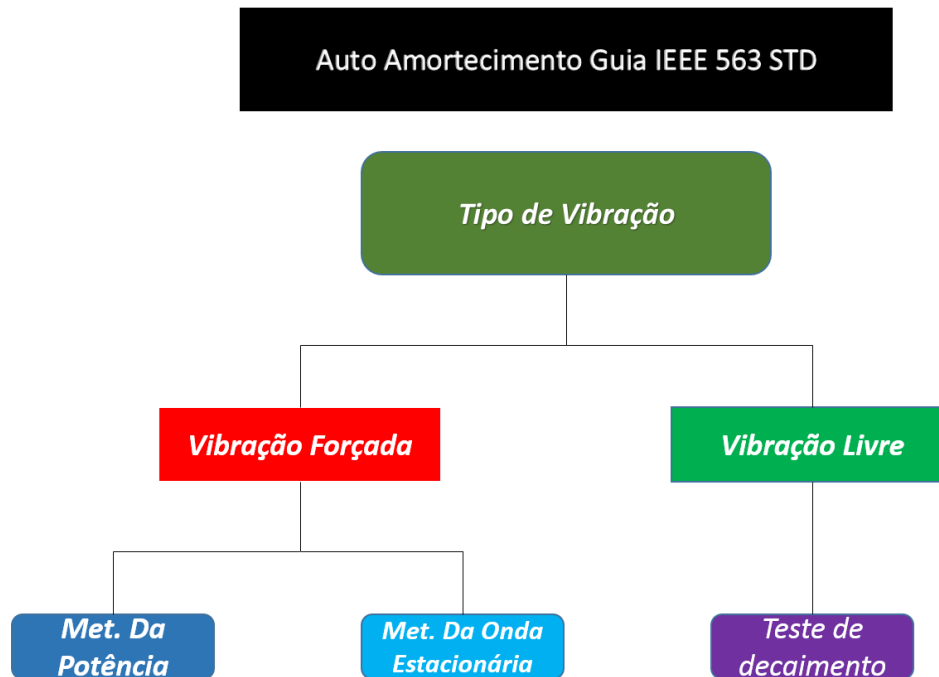 Auto Amortecimento Guia IEEE 563 STD
Tipo de Vibração
Vibração Forçada
Vibração Livre
Met. Da
Potência
Met. Da Onda
Estacionária
Teste de
decaimento